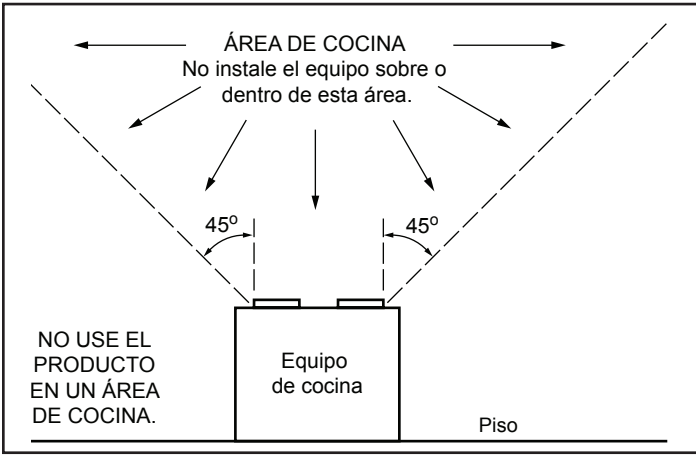 ÁREA DE COCINA
No instale el equipo sobre o
dentro de esta área.
45º
45º
NO USE EL
PRODUCTO
EN UN ÁREA
DE COCINA.
Equipo
de cocina
Piso